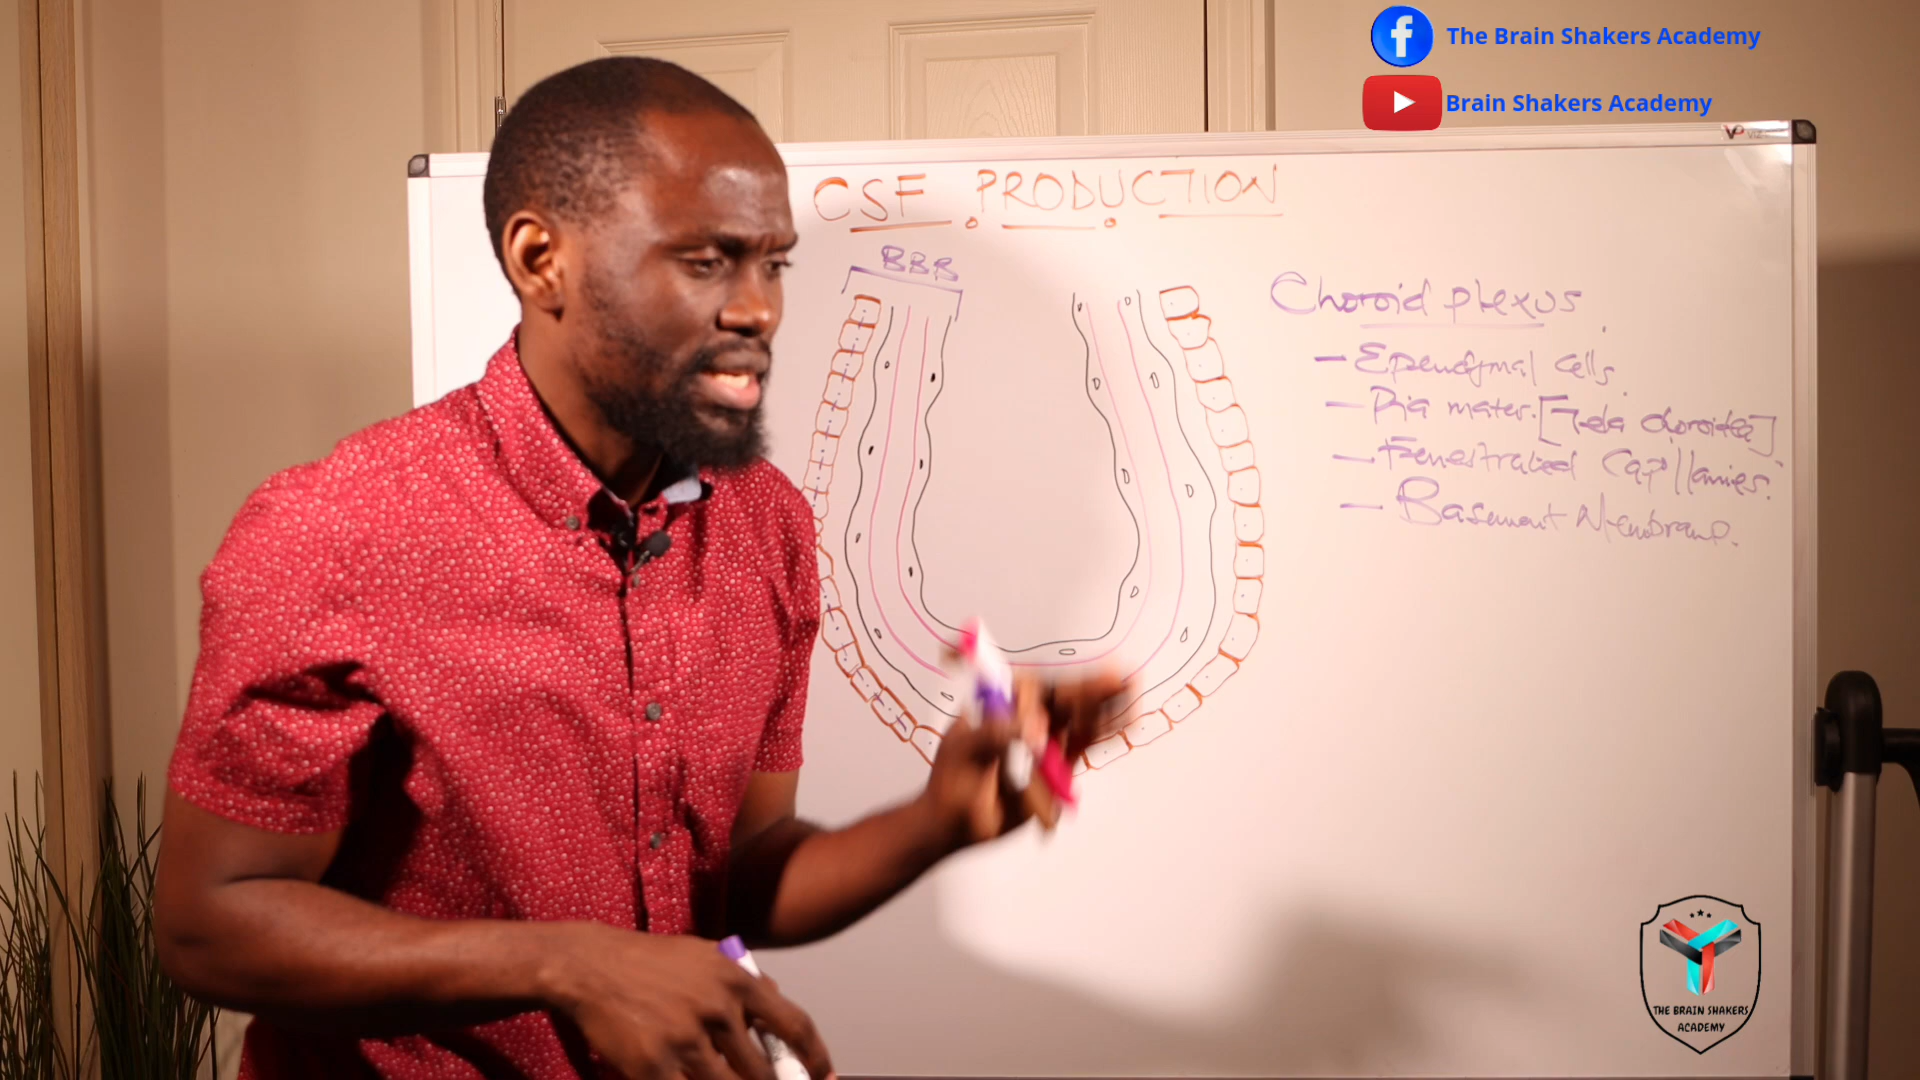 The Brain Shakers Academy
Brain Shakers Academy
CSF PRODUCTION
BBB
Choroid plexus
- Ependymal cells
- Pia mater. [Tela choroidea]
- Fenestrated Capillaries.
- Basement Membrane.
THE BRAIN SHAKERS
ACADEMY